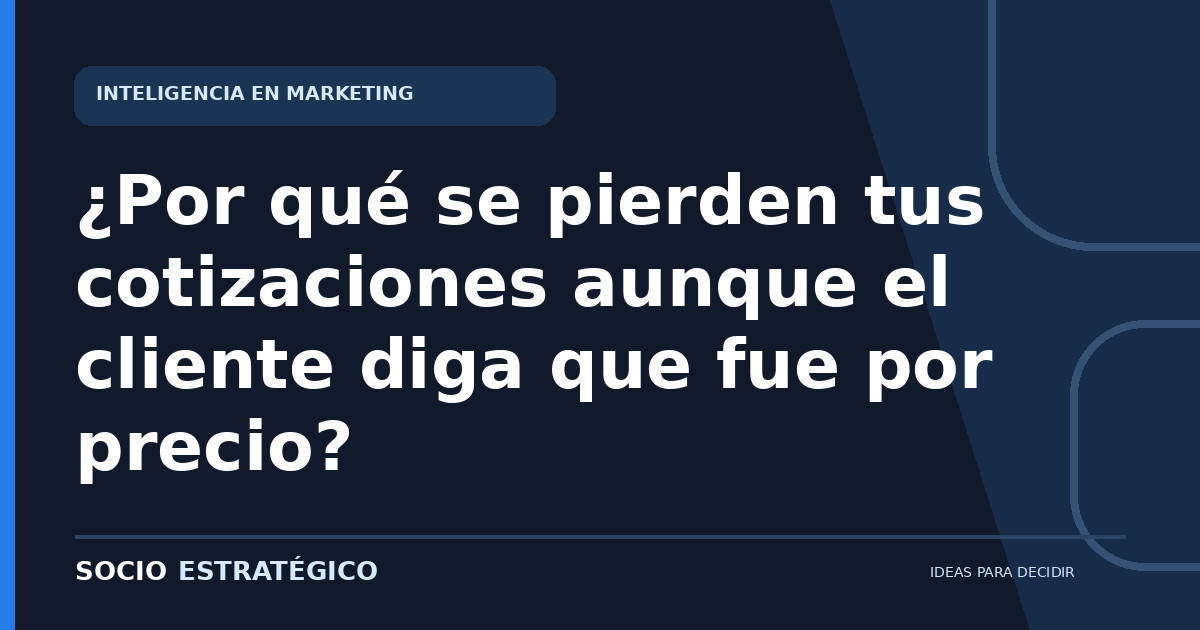 INTELIGENCIA EN MARKETING
¿Por qué se pierden tus
cotizaciones aunque el
cliente diga que fue por
precio?
SOCIO ESTRATÉGICO
IDEAS PARA DECIDIR